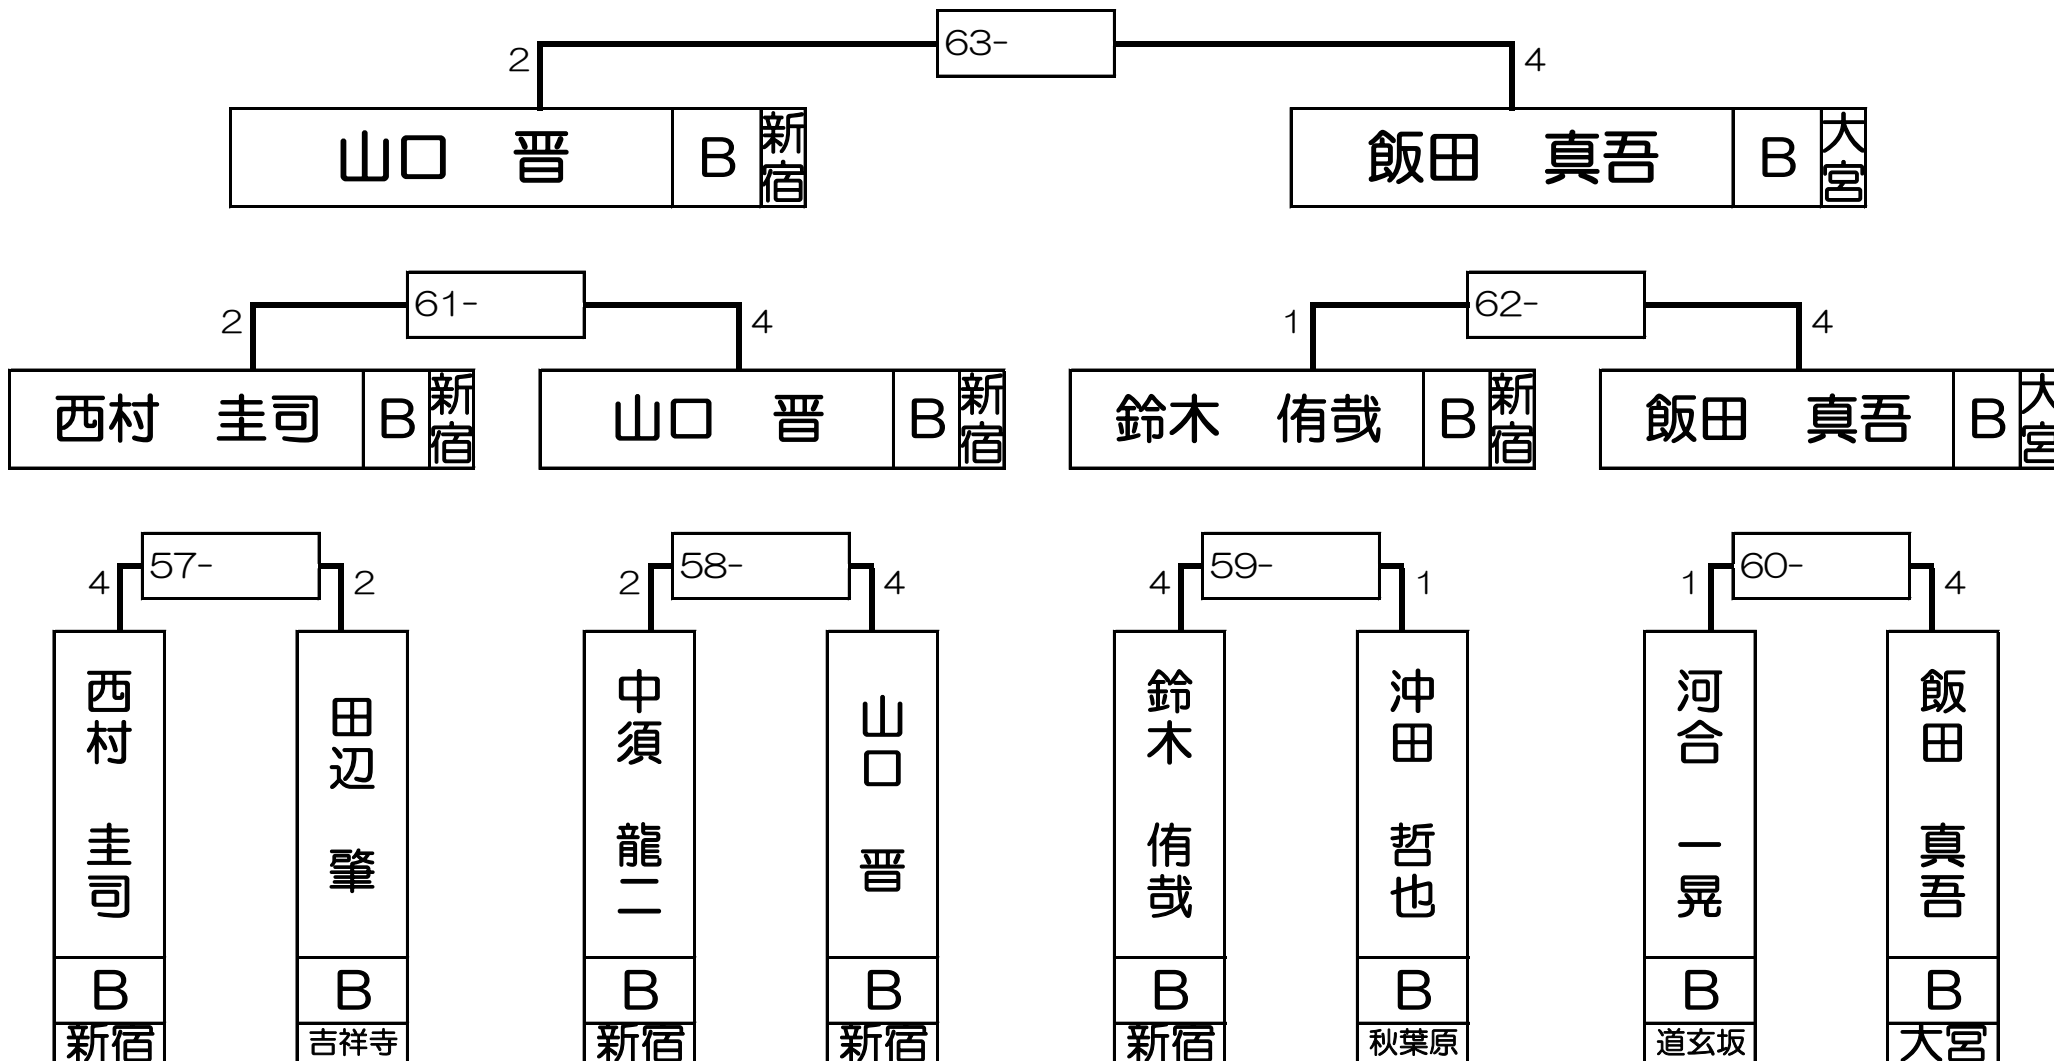 63-
2
4
山口　晋 B 新宿
飯田　真吾 B 大宮
61-
2
4
62-
1
4
西村　圭司 B 新宿
山口　晋 B 新宿
鈴木　侑哉 B 新宿
飯田　真吾 B 大宮
57-
4
2
58-
2
4
59-
4
1
60-
1
4
西村　圭司
B
新宿
田辺　肇
B
吉祥寺
中須　龍二
B
新宿
山口　晋
B
新宿
鈴木　侑哉
B
新宿
沖田　哲也
B
秋葉原
河合　一晃
B
道玄坂
飯田　真吾
B
大宮